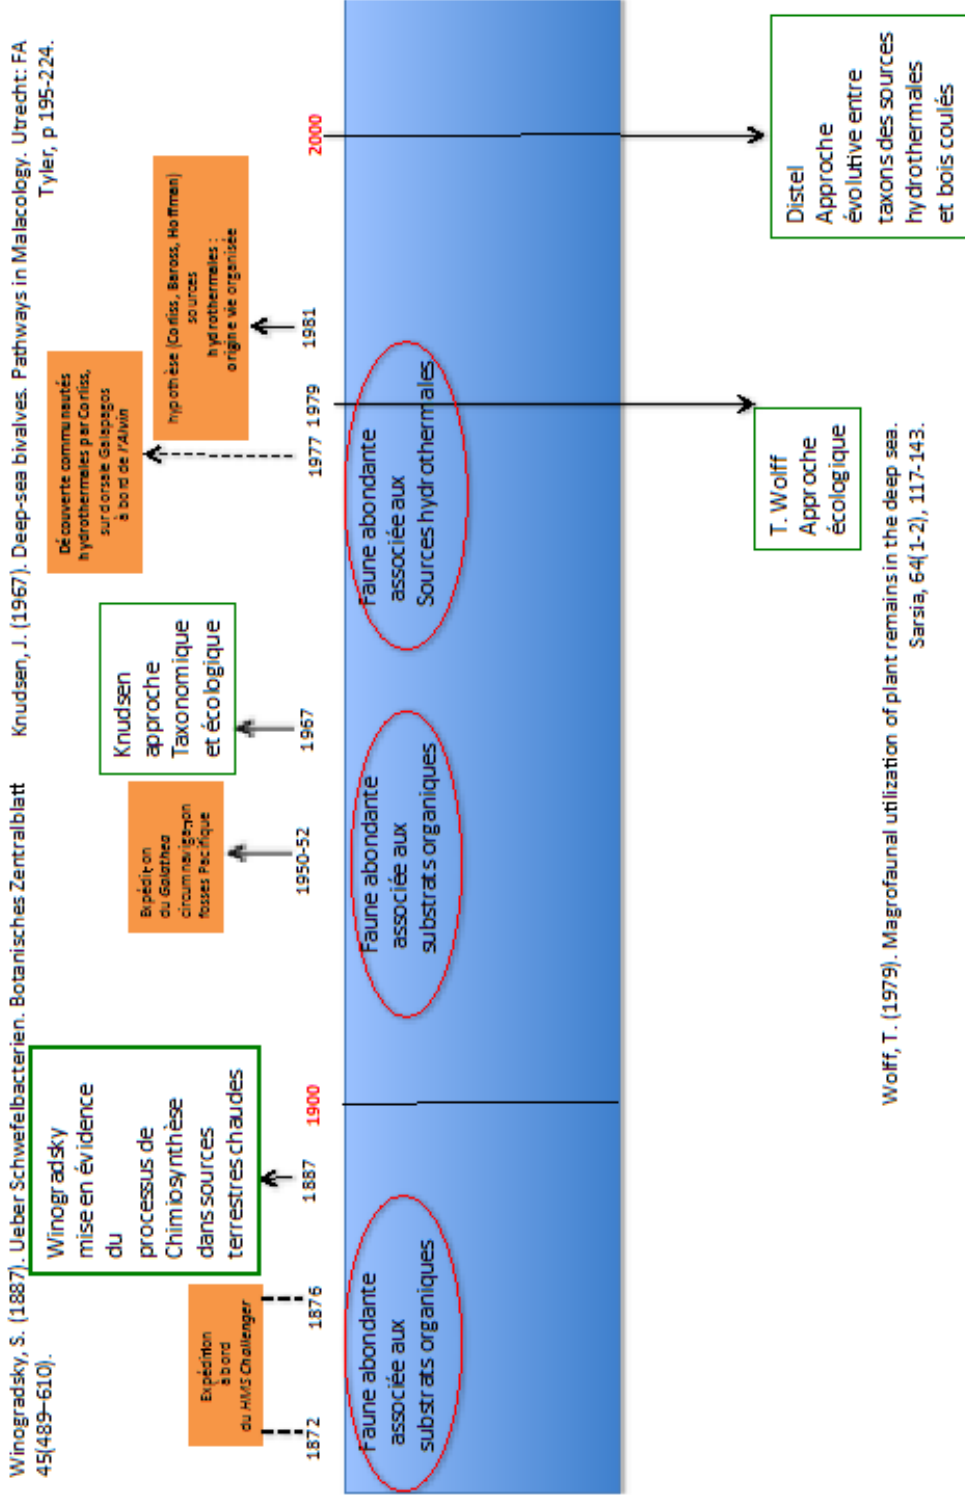 Winogradsky, S. (1887). Ueber Schwefelbacterien. Botanisches Zentralblatt
45(489–610).
Knudsen, J. (1967). Deep-sea bivalves. Pathways in Malacology. Utrecht: FA
Tyler, p 195-224.
Expédition
à bord
du HMS Challenger
Winogradsky
mise en évidence
du
processus de
Chimiosynthèse
dans sources
terrestres chaudes
Expédition
du Galathea
circumnavigation
fosses Pacifique
Knudsen
approche
Taxonomique
et écologique
Découverte communautés
hydrothermales par Corliss,
sur dorsale Galapagos
à bord de l'Alvin
hypothèse (Corliss, Baross, Hoffman)
sources
hydrothermales :
origine vie organisée
1872
1876
1887
1900
1950-52
1967
1977
1979
1981
2000
Faune abondante
associée aux
substrats organiques
Faune abondante
associée aux
substrats organiques
Faune abondante
associée aux
Sources hydrothermales
T. Wolff
Approche
écologique
Distel
Approche
évolutive entre
taxons des sources
hydrothermales
et bois coulés
Wolff, T. (1979). Magrofaunal utilization of plant remains in the deep sea.
Sarsia, 64(1-2), 117-143.